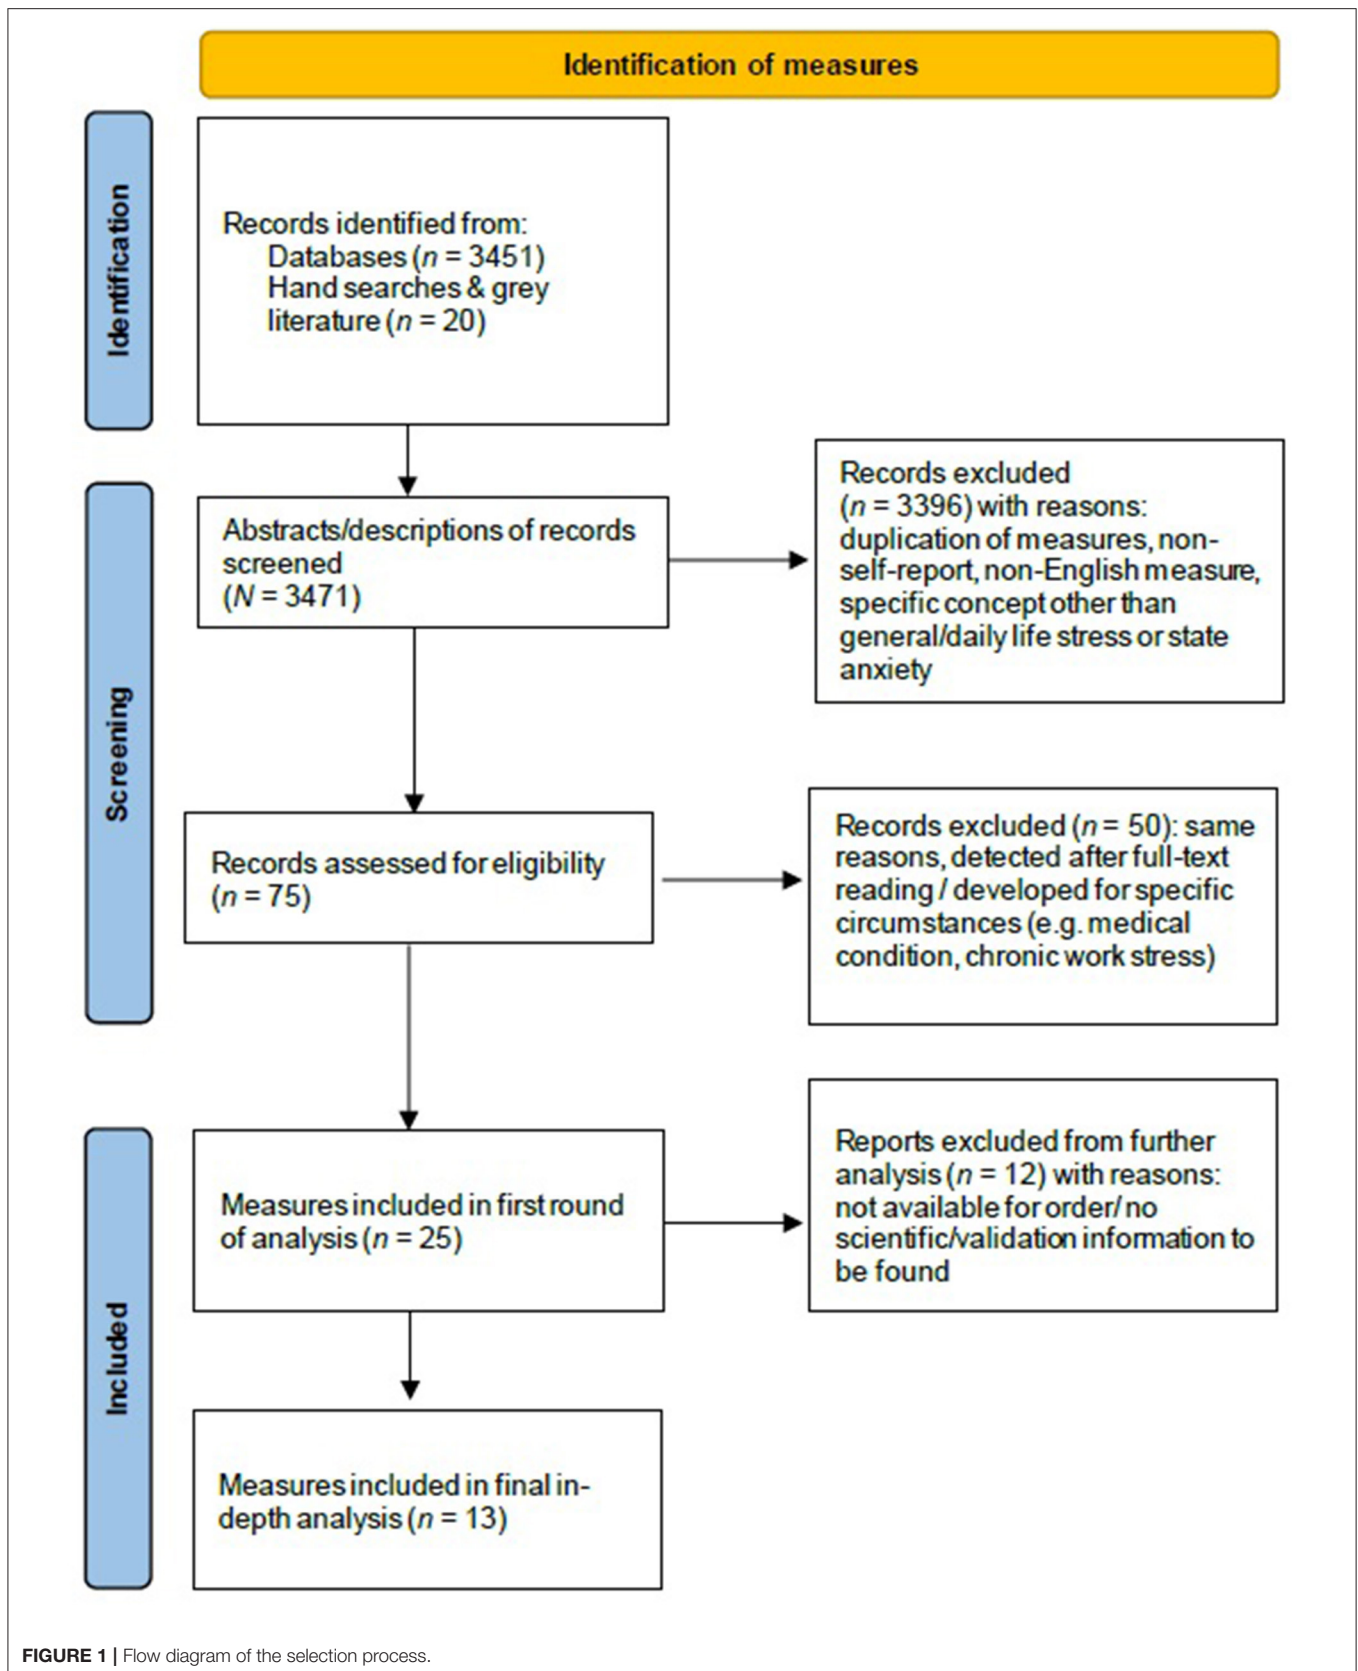 Identification of measures
Identification
Records identified from:
Databases (n = 3451)
Hand searches & grey
literature (n = 20)
Screening
Abstracts/descriptions of records
screened
(N = 3471)
Records excluded
(n = 3396) with reasons:
duplication of measures, non-
self-report, non-English measure,
specific concept other than
general/daily life stress or state
anxiety
Records assessed for eligibility
(n = 75)
Records excluded (n = 50): same
reasons, detected after full-text
reading / developed for specific
circumstances (e.g. medical
condition, chronic work stress)
Included
Measures included in first round
of analysis (n = 25)
Reports excluded from further
analysis (n = 12) with reasons:
not available for order/ no
scientific/validation information to
be found
Measures included in final in-
depth analysis (n = 13)
FIGURE 1 | Flow diagram of the selection process.